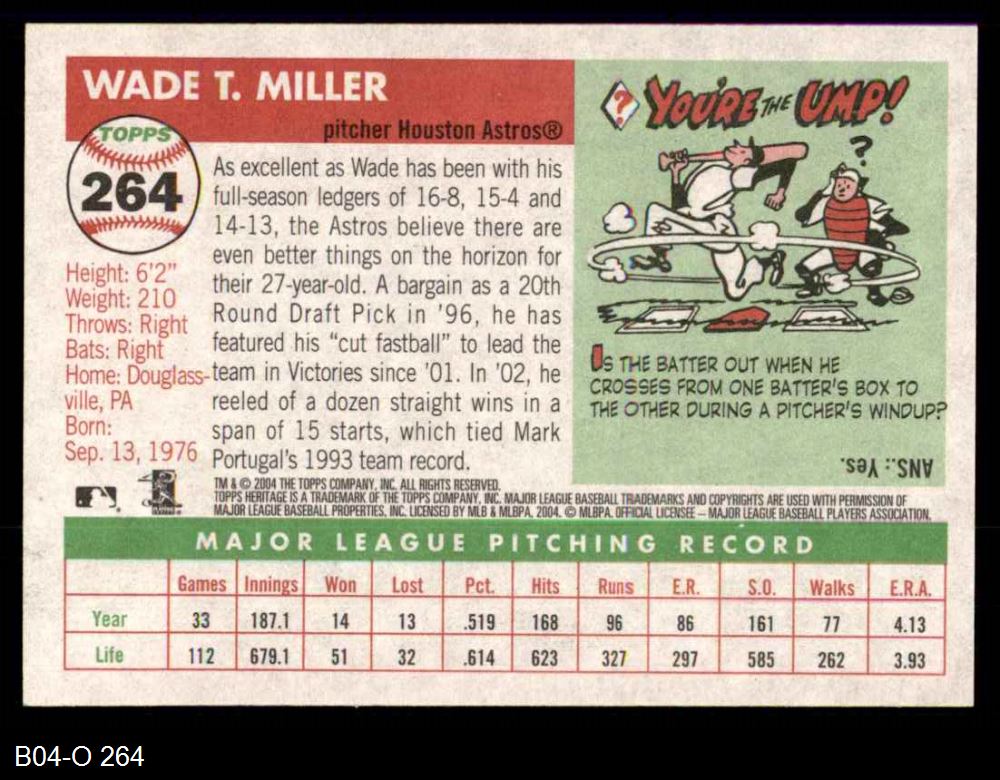 WADE T. MILLER
pitcher Houston Astros®
TOPPS
264
Height: 6'2"
Weight: 210
Throws: Right
Bats: Right
Home: Douglass-
ville, PA
Born:
Sep. 13, 1976
As excellent as Wade has been with his
full-season ledgers of 16-8, 15-4 and
14-13, the Astros believe there are
even better things on the horizon for
their 27-year-old. A bargain as a 20th
Round Draft Pick in '96, he has
featured his "cut fastball" to lead the
team in Victories since '01. In '02, he
reeled of a dozen straight wins in a
span of 15 starts, which tied Mark
Portugal's 1993 team record.
? YOU'RE THE UMP!
?
IS THE BATTER OUT WHEN HE
CROSSES FROM ONE BATTER'S BOX TO
THE OTHER DURING A PITCHER'S WINDUP?
ANS.: Yes.
TM & © 2004 THE TOPPS COMPANY, INC. ALL RIGHTS RESERVED.
TOPPS HERITAGE IS A TRADEMARK OF THE TOPPS COMPANY, INC. MAJOR LEAGUE BASEBALL TRADEMARKS AND COPYRIGHTS ARE USED WITH PERMISSION OF
MAJOR LEAGUE BASEBALL PROPERTIES, INC. LICENSED BY MLB & MLBPA, 2004. © MLBPA. OFFICIAL LICENSEE – MAJOR LEAGUE BASEBALL PLAYERS ASSOCIATION.
MAJOR LEAGUE PITCHING RECORD
Games Innings Won Lost Pct. Hits Runs E.R. S.O. Walks E.R.A.
Year 33 187.1 14 13 .519 168 96 86 161 77 4.13
Life 112 679.1 51 32 .614 623 327 297 585 262 3.93
B04-O 264